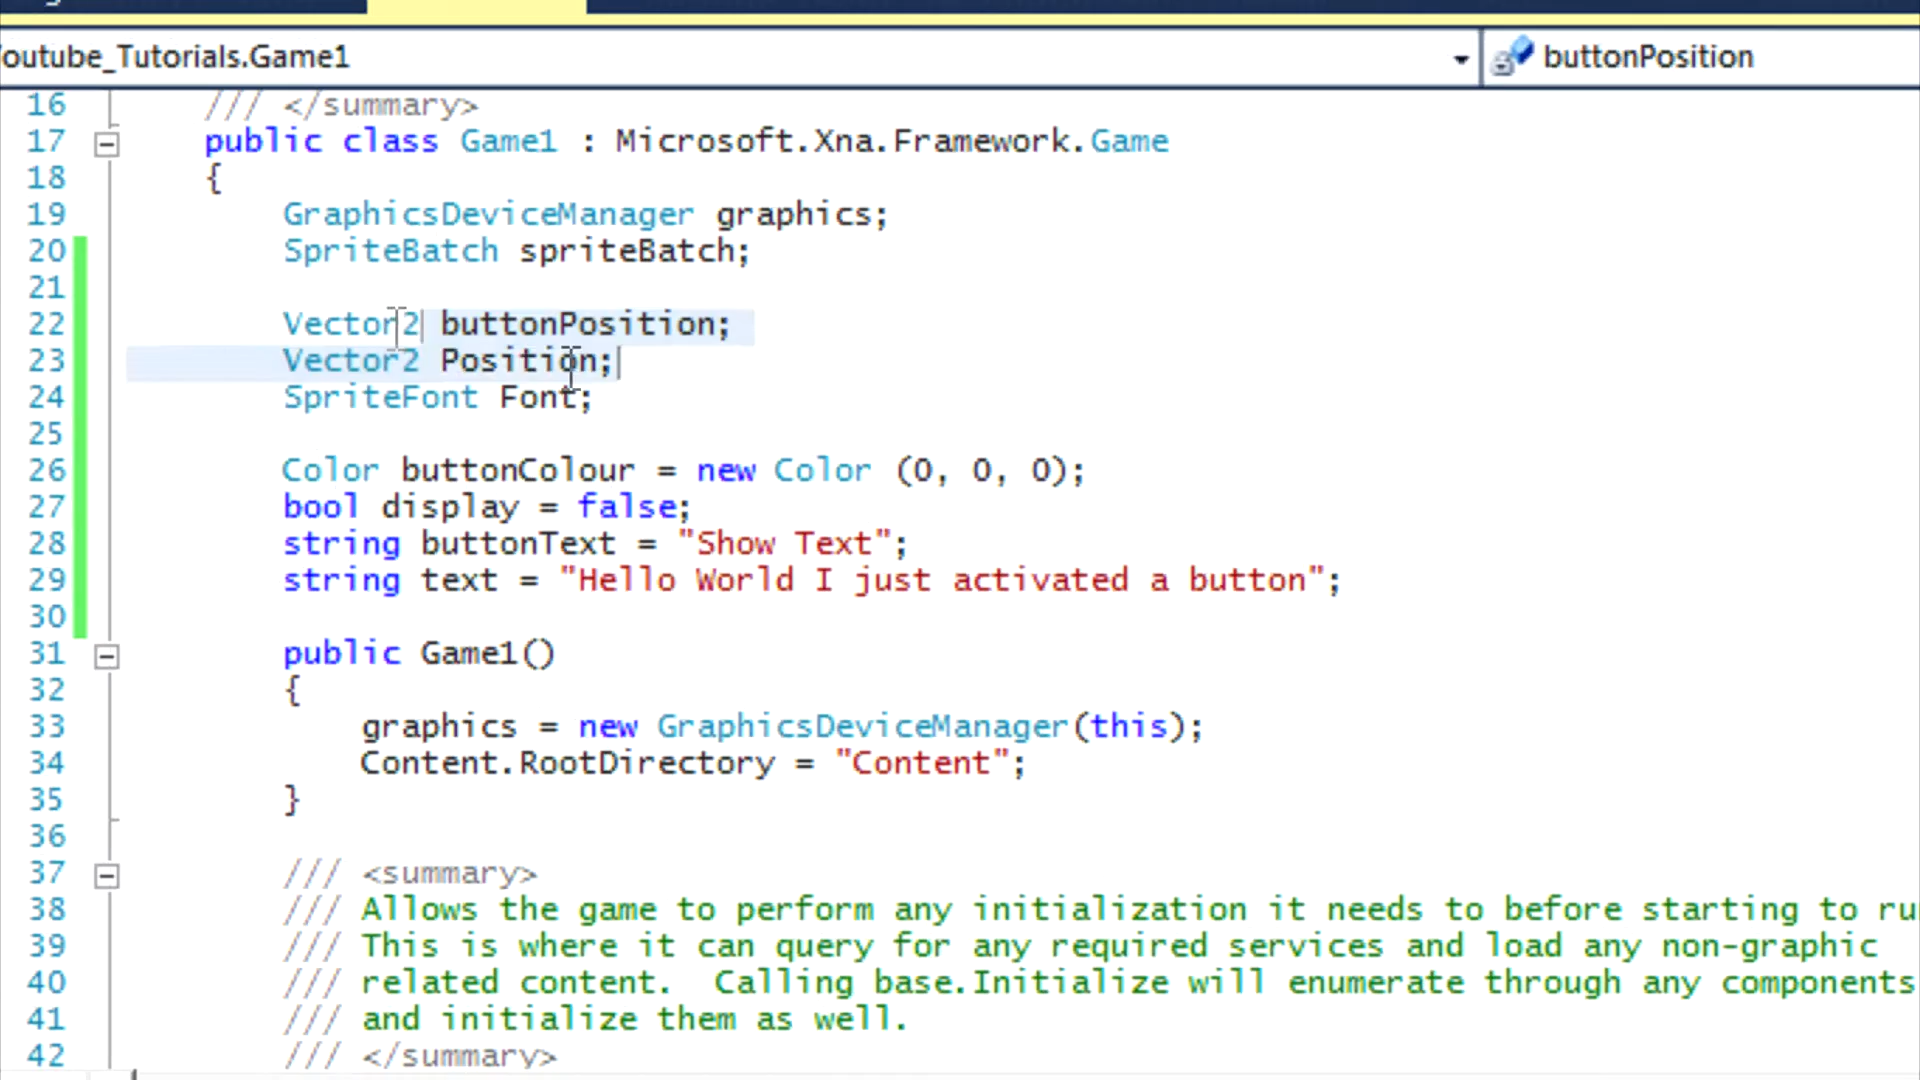 outube_Tutorials.Game1
buttonPosition
16 /// </summary>
17 public class Game1 : Microsoft.Xna.Framework.Game
18 {
19 GraphicsDeviceManager graphics;
20 SpriteBatch spriteBatch;
21
22 Vector2 buttonPosition;
23 Vector2 Position;
24 SpriteFont Font;
25
26 Color buttonColour = new Color (0, 0, 0);
27 bool display = false;
28 string buttonText = "Show Text";
29 string text = "Hello World I just activated a button";
30
31 public Game1()
32 {
33 graphics = new GraphicsDeviceManager(this);
34 Content.RootDirectory = "Content";
35 }
36
37 /// <summary>
38 /// Allows the game to perform any initialization it needs to before starting to ru
39 /// This is where it can query for any required services and load any non-graphic
40 /// related content.  Calling base.Initialize will enumerate through any components
41 /// and initialize them as well.
42 /// </summary>